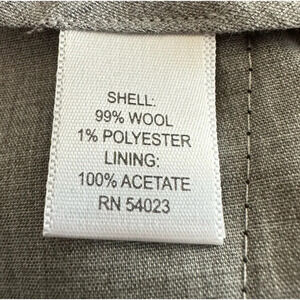 SHELL:
99% WOOL
1% POLYESTER
LINING:
100% ACETATE
RN 54023